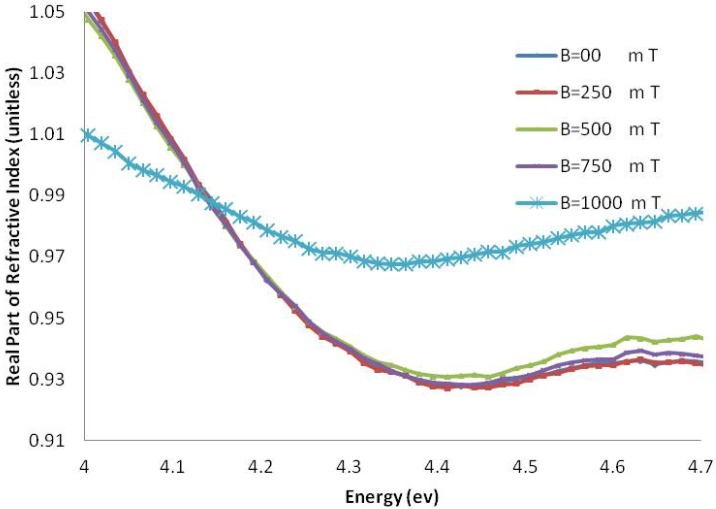 1.05
1.03
1.01
0.99
0.97
0.95
0.93
0.91
Real Part of Refractive Index (unitless)
B=00 m T
B=250 m T
B=500 m T
B=750 m T
B=1000 m T
4 4.1 4.2 4.3 4.4 4.5 4.6 4.7
Energy (ev)